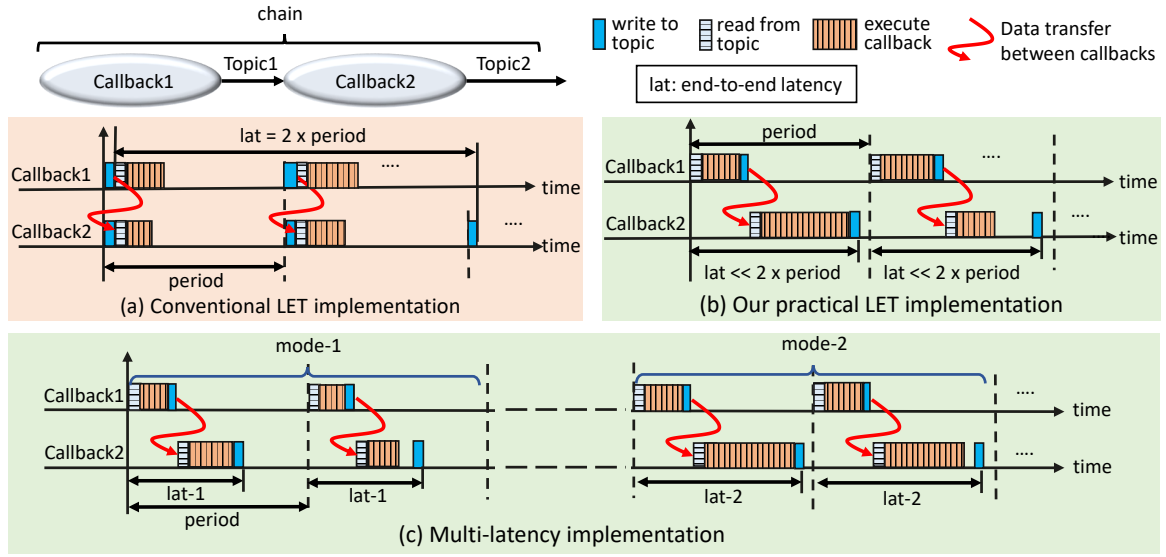 chain
Callback1
Topic1
Callback2
Topic2
write to topic
read from topic
execute callback
Data transfer between callbacks
lat: end-to-end latency
lat = 2 x period
Callback1
....
time
Callback2
....
time
period
(a) Conventional LET implementation
period
Callback1
....
time
Callback2
....
time
lat << 2 x period
lat << 2 x period
(b) Our practical LET implementation
mode-1
mode-2
Callback1
....
time
Callback2
....
time
lat-1
lat-1
lat-2
lat-2
period
(c) Multi-latency implementation